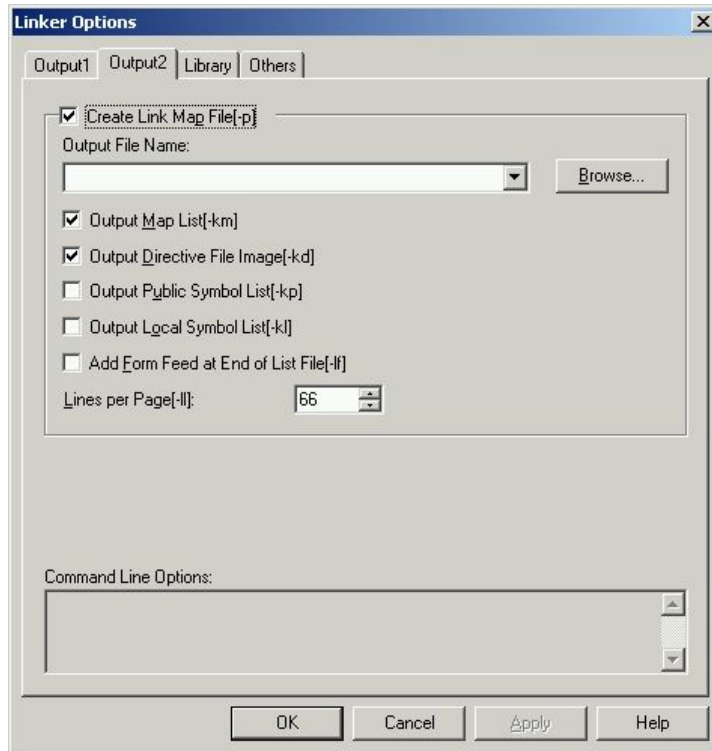 Linker Options
Output1 Output2 Library Others
Create Link Map File[-p]
Output File Name:
Browse...
Output Map List[-km]
Output Directive File Image[-kd]
Output Public Symbol List[-kp]
Output Local Symbol List[-kl]
Add Form Feed at End of List File[-lf]
Lines per Page[-ll]: 66
Command Line Options:
OK Cancel Apply Help